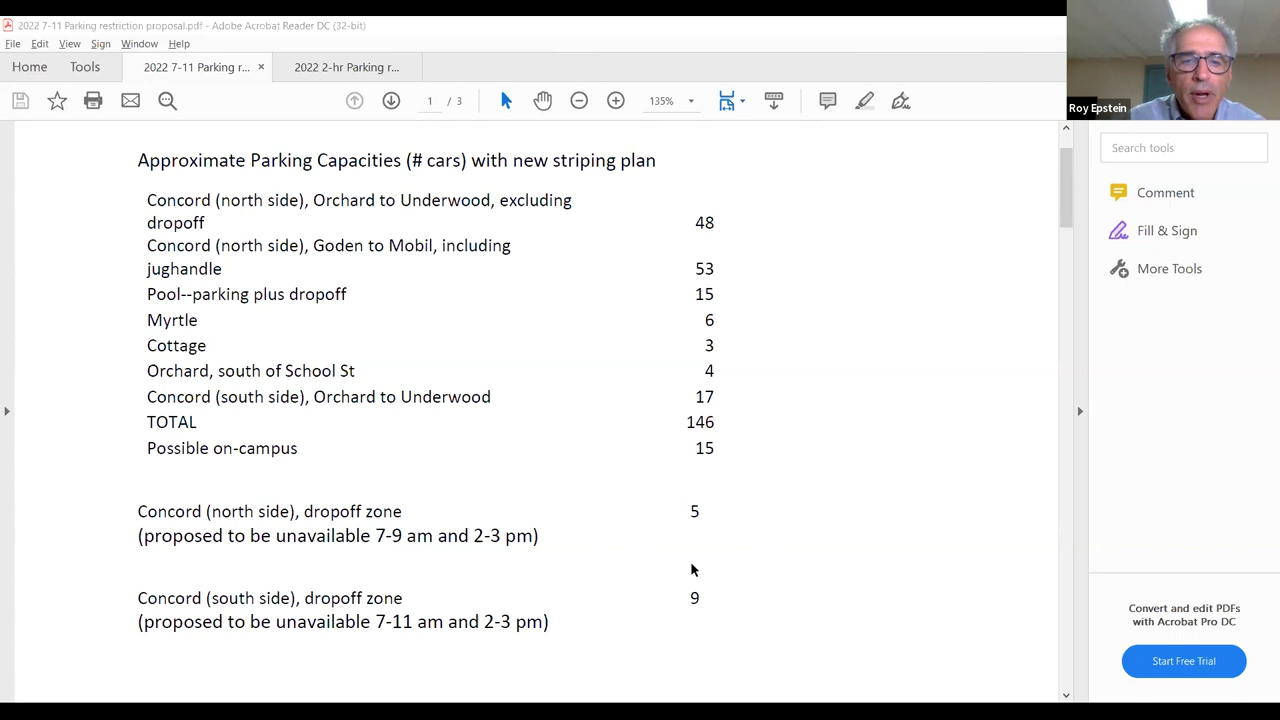 2022 7-11 Parking restriction proposal.pdf - Adobe Acrobat Reader DC (32-bit)
File Edit View Sign Window Help
Home Tools 2022 7-11 Parking r... × 2022 2-hr Parking r...
1 / 3 135%
Roy Epstein
Search tools
Comment
Fill & Sign
More Tools
Approximate Parking Capacities (# cars) with new striping plan
Concord (north side), Orchard to Underwood, excluding
dropoff 48
Concord (north side), Goden to Mobil, including
jughandle 53
Pool--parking plus dropoff 15
Myrtle 6
Cottage 3
Orchard, south of School St 4
Concord (south side), Orchard to Underwood 17
TOTAL 146
Possible on-campus 15
Concord (north side), dropoff zone 5
(proposed to be unavailable 7-9 am and 2-3 pm)
Concord (south side), dropoff zone 9
(proposed to be unavailable 7-11 am and 2-3 pm)
Convert and edit PDFs
with Acrobat Pro DC
Start Free Trial